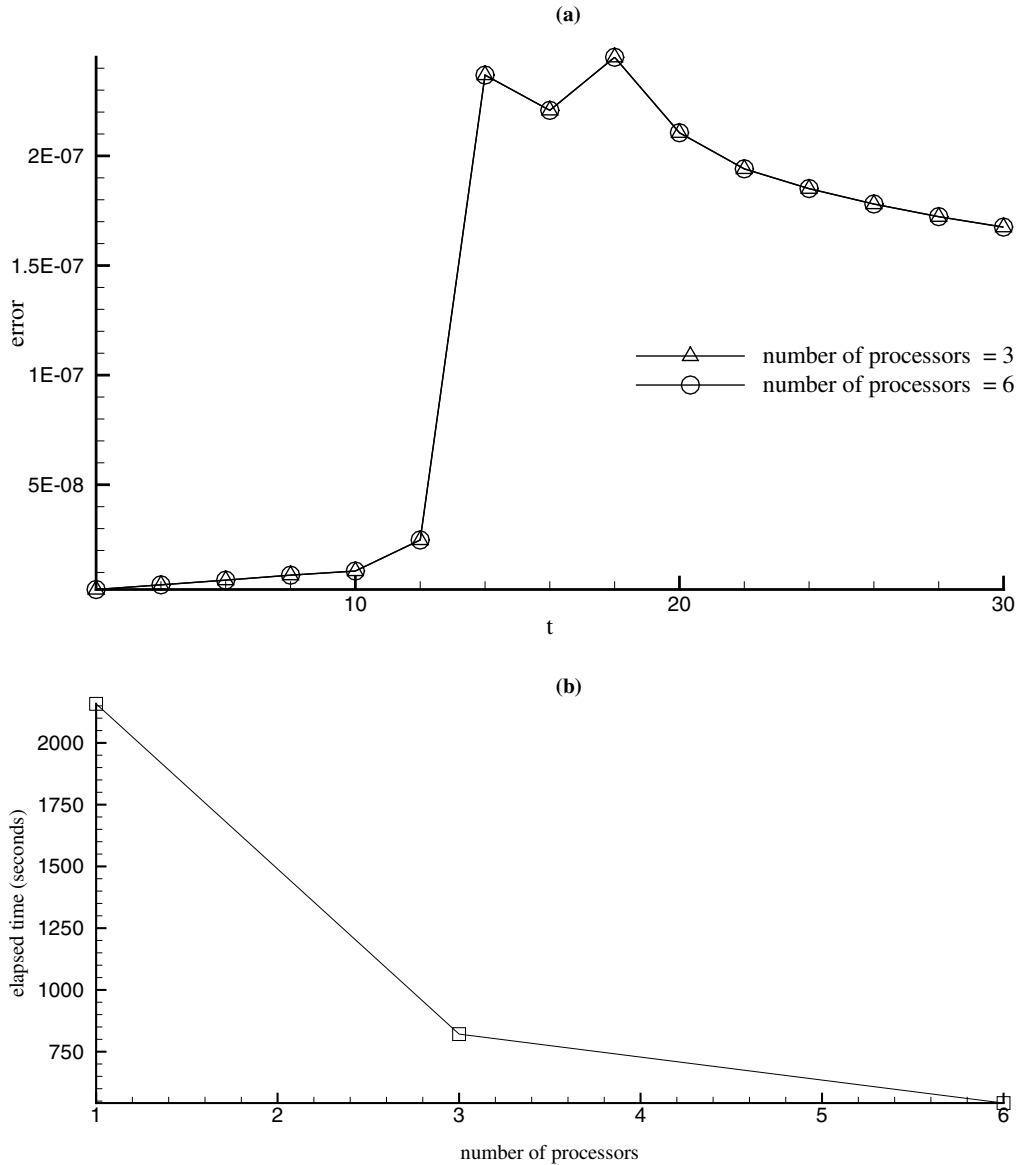 (a)
2E-07
1.5E-07
1E-07
5E-08
error
number of processors = 3
number of processors = 6
10
20
30
t
(b)
2000
1750
1500
1250
1000
750
elapsed time (seconds)
1
2
3
4
5
6
number of processors